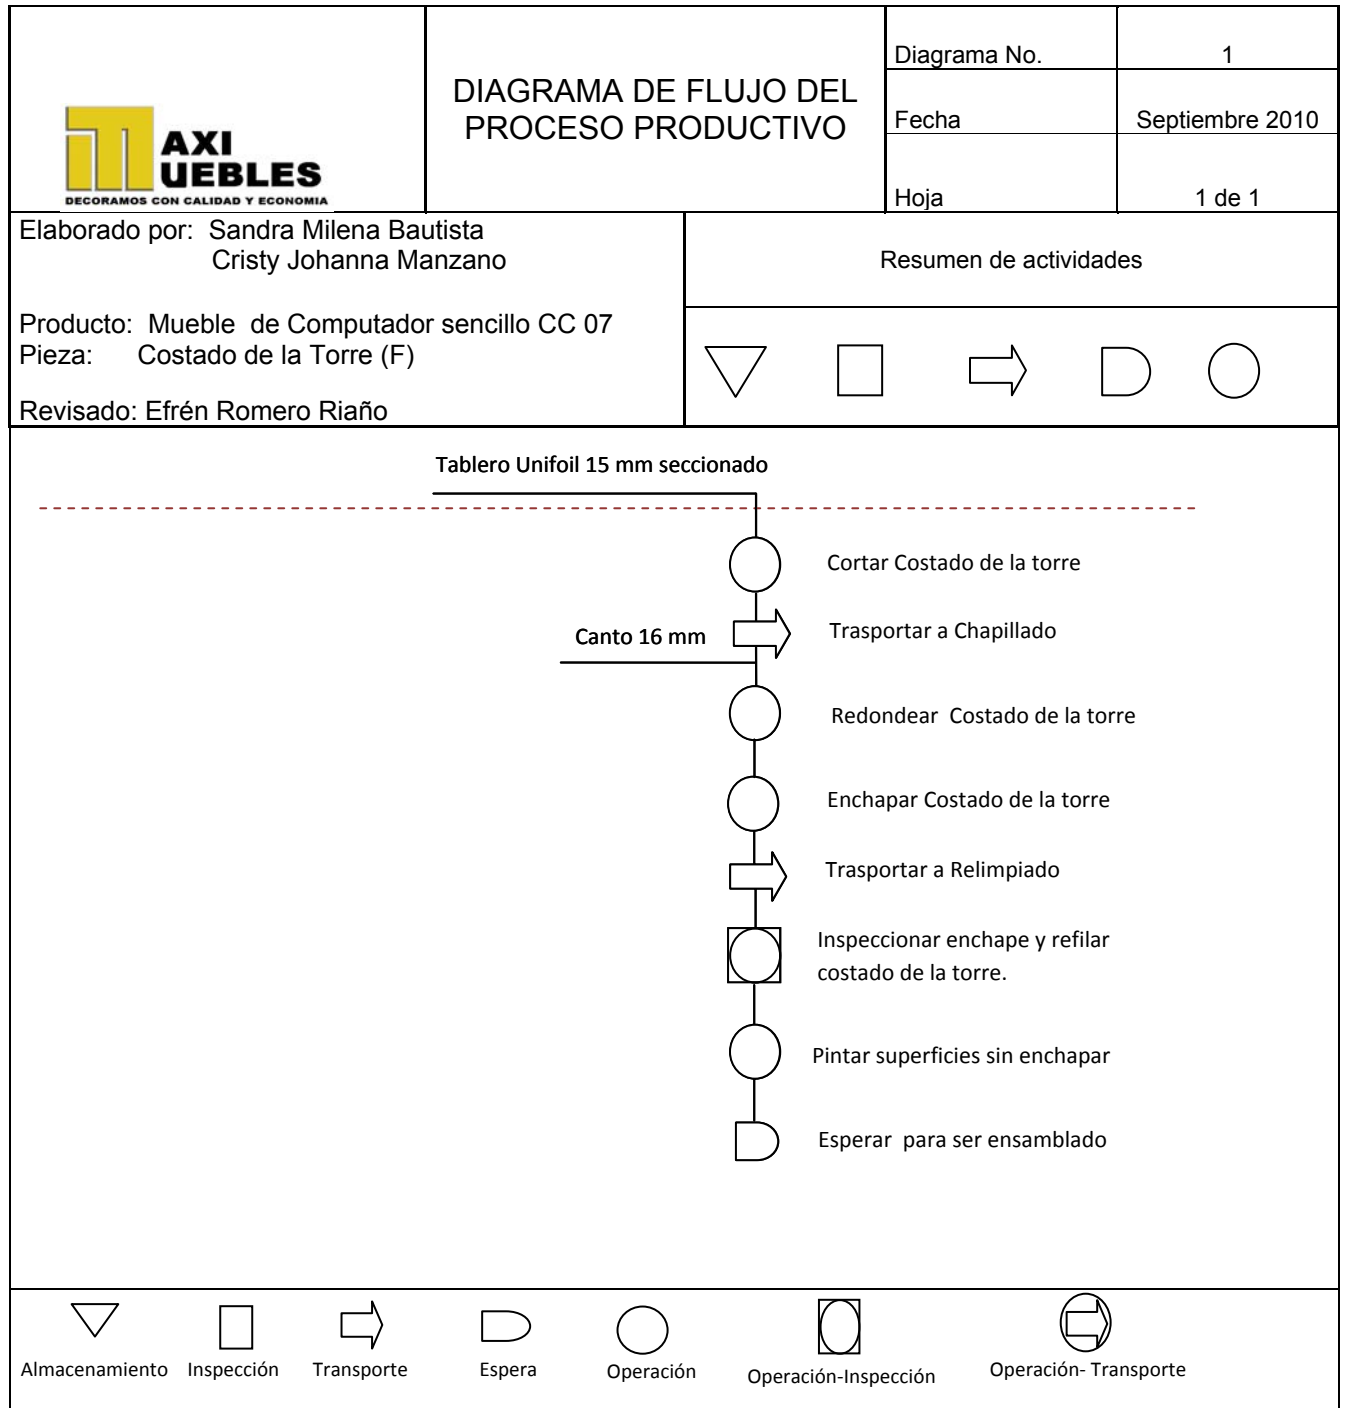 AXI
UEBLES
DECORAMOS CON CALIDAD Y ECONOMIA
DIAGRAMA DE FLUJO DEL
PROCESO PRODUCTIVO
Diagrama No. 1
Fecha Septiembre 2010
Hoja 1 de 1
Elaborado por: Sandra Milena Bautista
Cristy Johanna Manzano
Producto: Mueble de Computador sencillo CC 07
Pieza: Costado de la Torre (F)
Revisado: Efrén Romero Riaño
Resumen de actividades
Tablero Unifoil 15 mm seccionado
Cortar Costado de la torre
Trasportar a Chapillado
Canto 16 mm
Redondear Costado de la torre
Enchapar Costado de la torre
Trasportar a Relimpiado
Inspeccionar enchape y refilar
costado de la torre.
Pintar superficies sin enchapar
Esperar para ser ensamblado
Almacenamiento Inspección Transporte Espera Operación Operación-Inspección Operación- Transporte